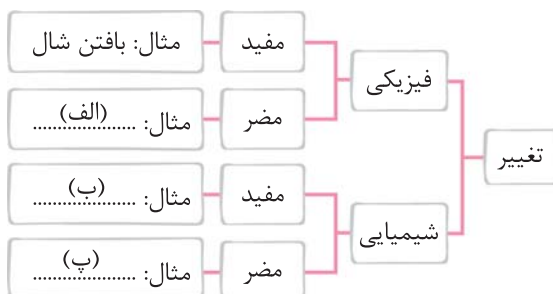 تغییر
فیزیکی
مفید
مثال: بافتن شال
مضر
مثال: (الف) .....................
شیمیایی
مفید
مثال: (ب) .....................
مضر
مثال: (پ) .....................